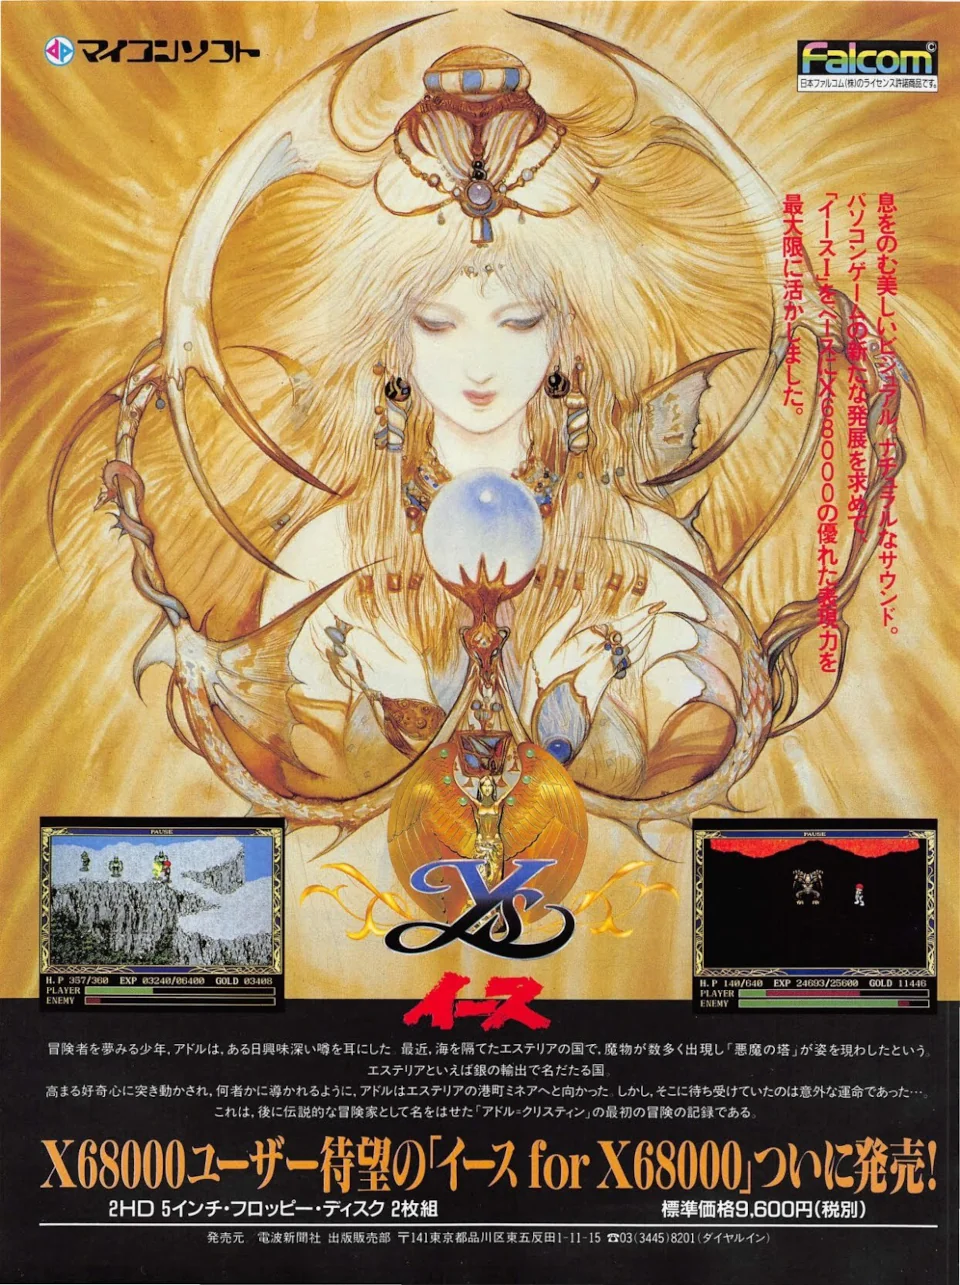 マイコンソフト
Falcom©
日本ファルコム(株)のライセンス許諾商品です。
息をのむ美しいビジュアル。ナチュラルなサウンド。
パソコンゲームの新たな発展を求めて、
「イースI」をベースにX68000の優れた表現力を
最大限に活かしました。
PAUSE
H.P 357/360 EXP 03240/06400 GOLD 03408
PLAYER
ENEMY
PAUSE
H.P 140/640 EXP 24693/25600 GOLD 11446
PLAYER
ENEMY
Ys
イース
冒険者を夢みる少年，アドルは，ある日興味深い噂を耳にした。最近，海を隔てたエステリアの国で，魔物が数多く出現し「悪魔の塔」が姿を現わしたという。
エステリアといえば銀の輸出で名だたる国。
高まる好奇心に突き動かされ，何者かに導かれるように，アドルはエステリアの港町ミネアへと向かった。しかし，そこに待ち受けていたのは意外な運命であった…。
これは，後に伝説的な冒険家として名をはせた「アドル=クリスティン」の最初の冒険の記録である。
X68000ユーザー待望の「イース for X68000」ついに発売!
2HD 5インチ・フロッピー・ディスク 2枚組
標準価格9,600円(税別)
発売元 電波新聞社 出版販売部 〒141東京都品川区東五反田1-11-15 ☎03(3445)8201(ダイヤルイン)